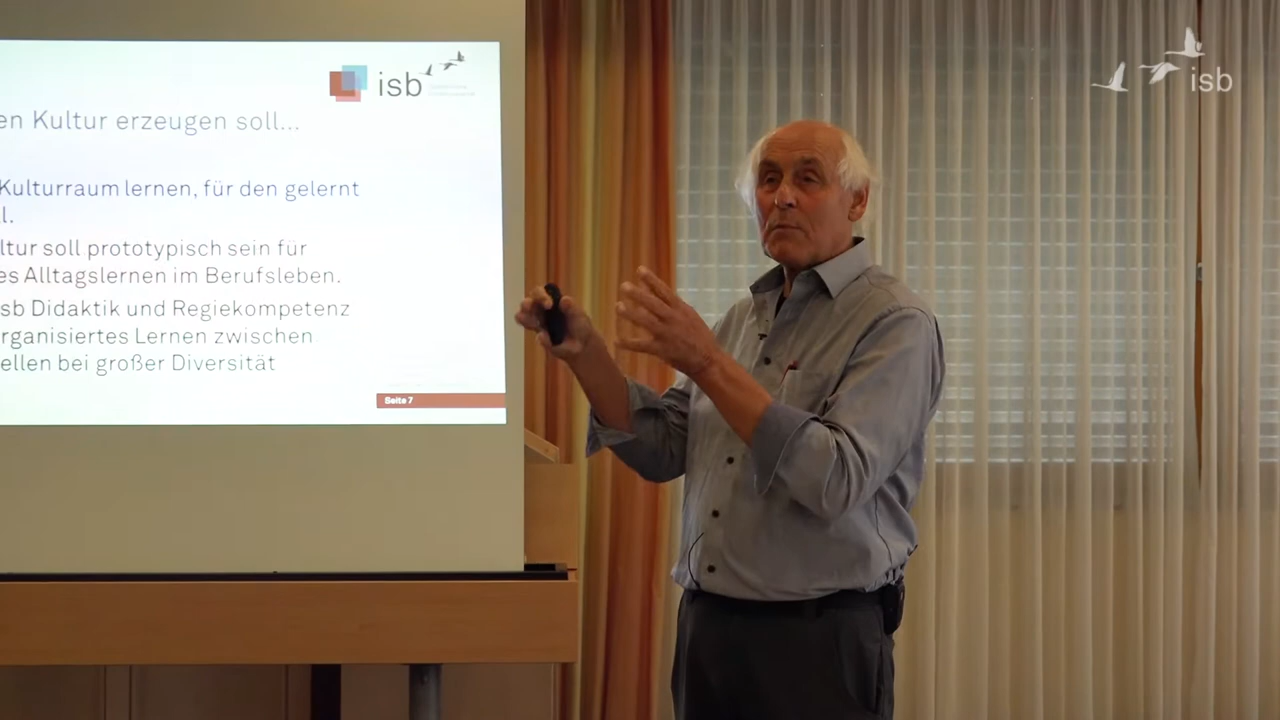 isb
isb
en Kultur erzeugen soll...
Kulturraum lernen, für den gelernt
l.
ltur soll prototypisch sein für
es Alltagslernen im Berufsleben.
sb Didaktik und Regiekompetenz
rganisiertes Lernen zwischen
ellen bei großer Diversität
Seite 7